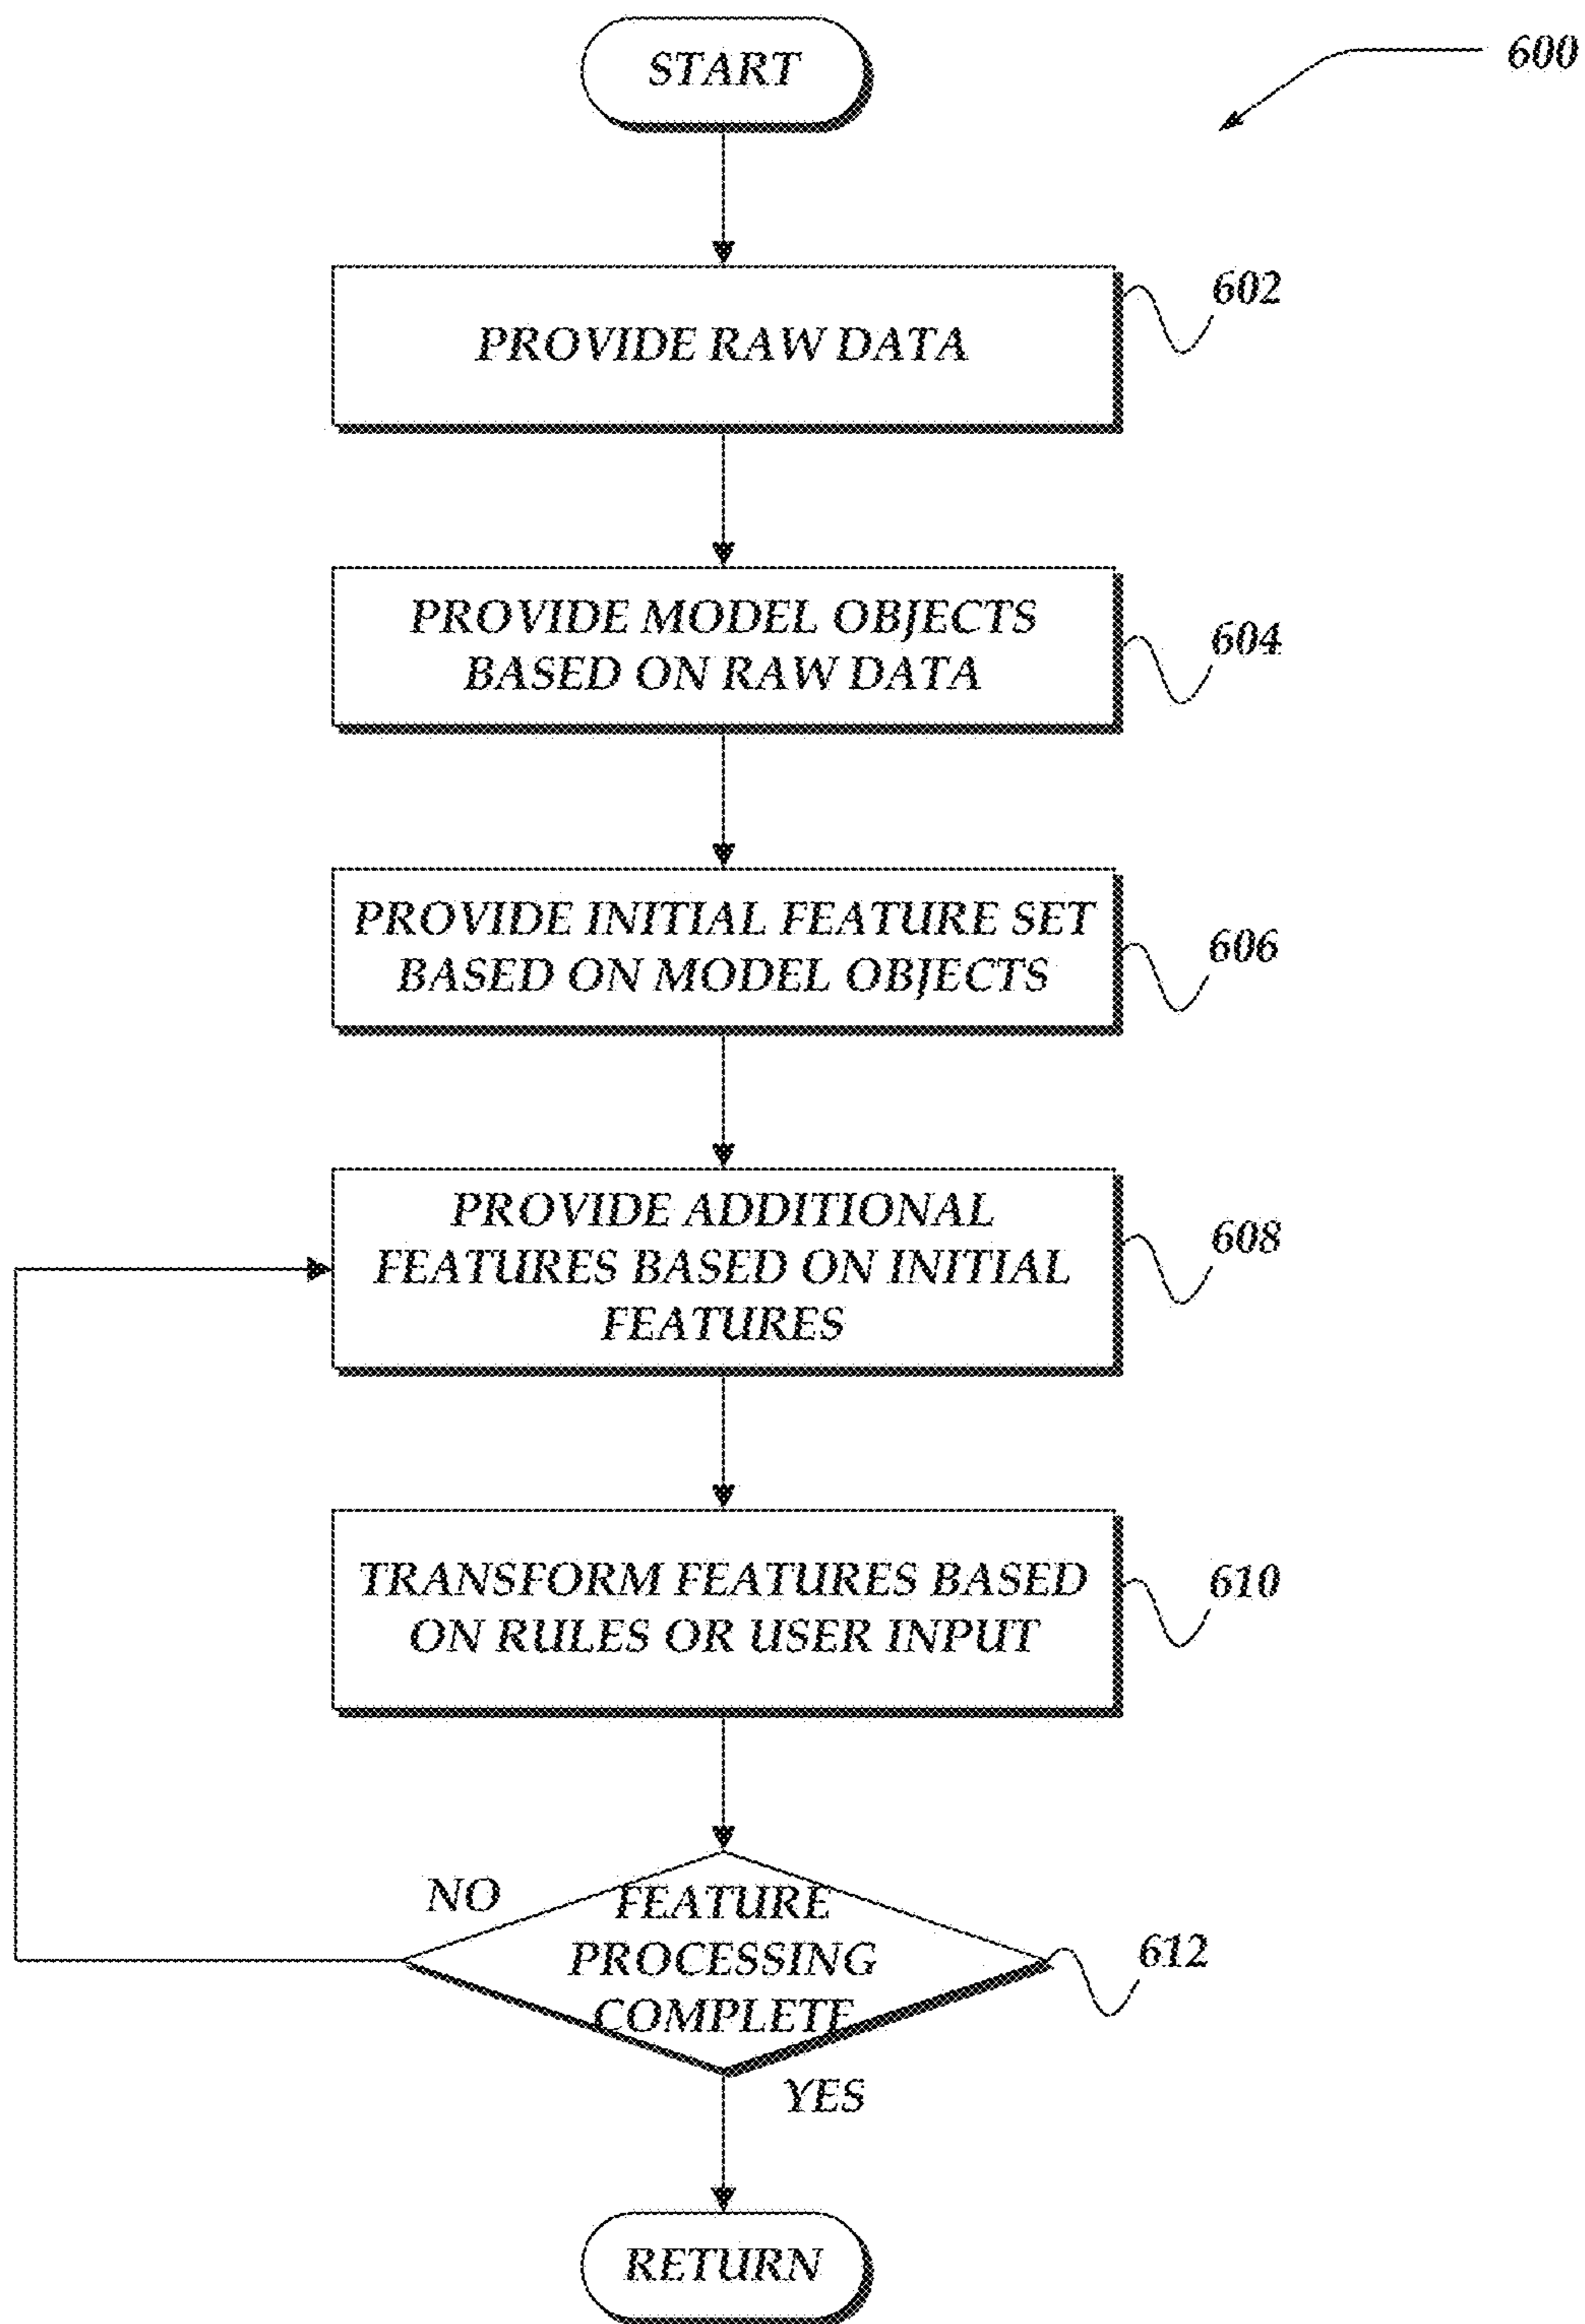 START
600
PROVIDE RAW DATA
602
PROVIDE MODEL OBJECTS
BASED ON RAW DATA
604
PROVIDE INITIAL FEATURE SET
BASED ON MODEL OBJECTS
606
PROVIDE ADDITIONAL
FEATURES BASED ON INITIAL
FEATURES
608
TRANSFORM FEATURES BASED
ON RULES OR USER INPUT
610
NO
FEATURE
PROCESSING
COMPLETE
612
YES
RETURN